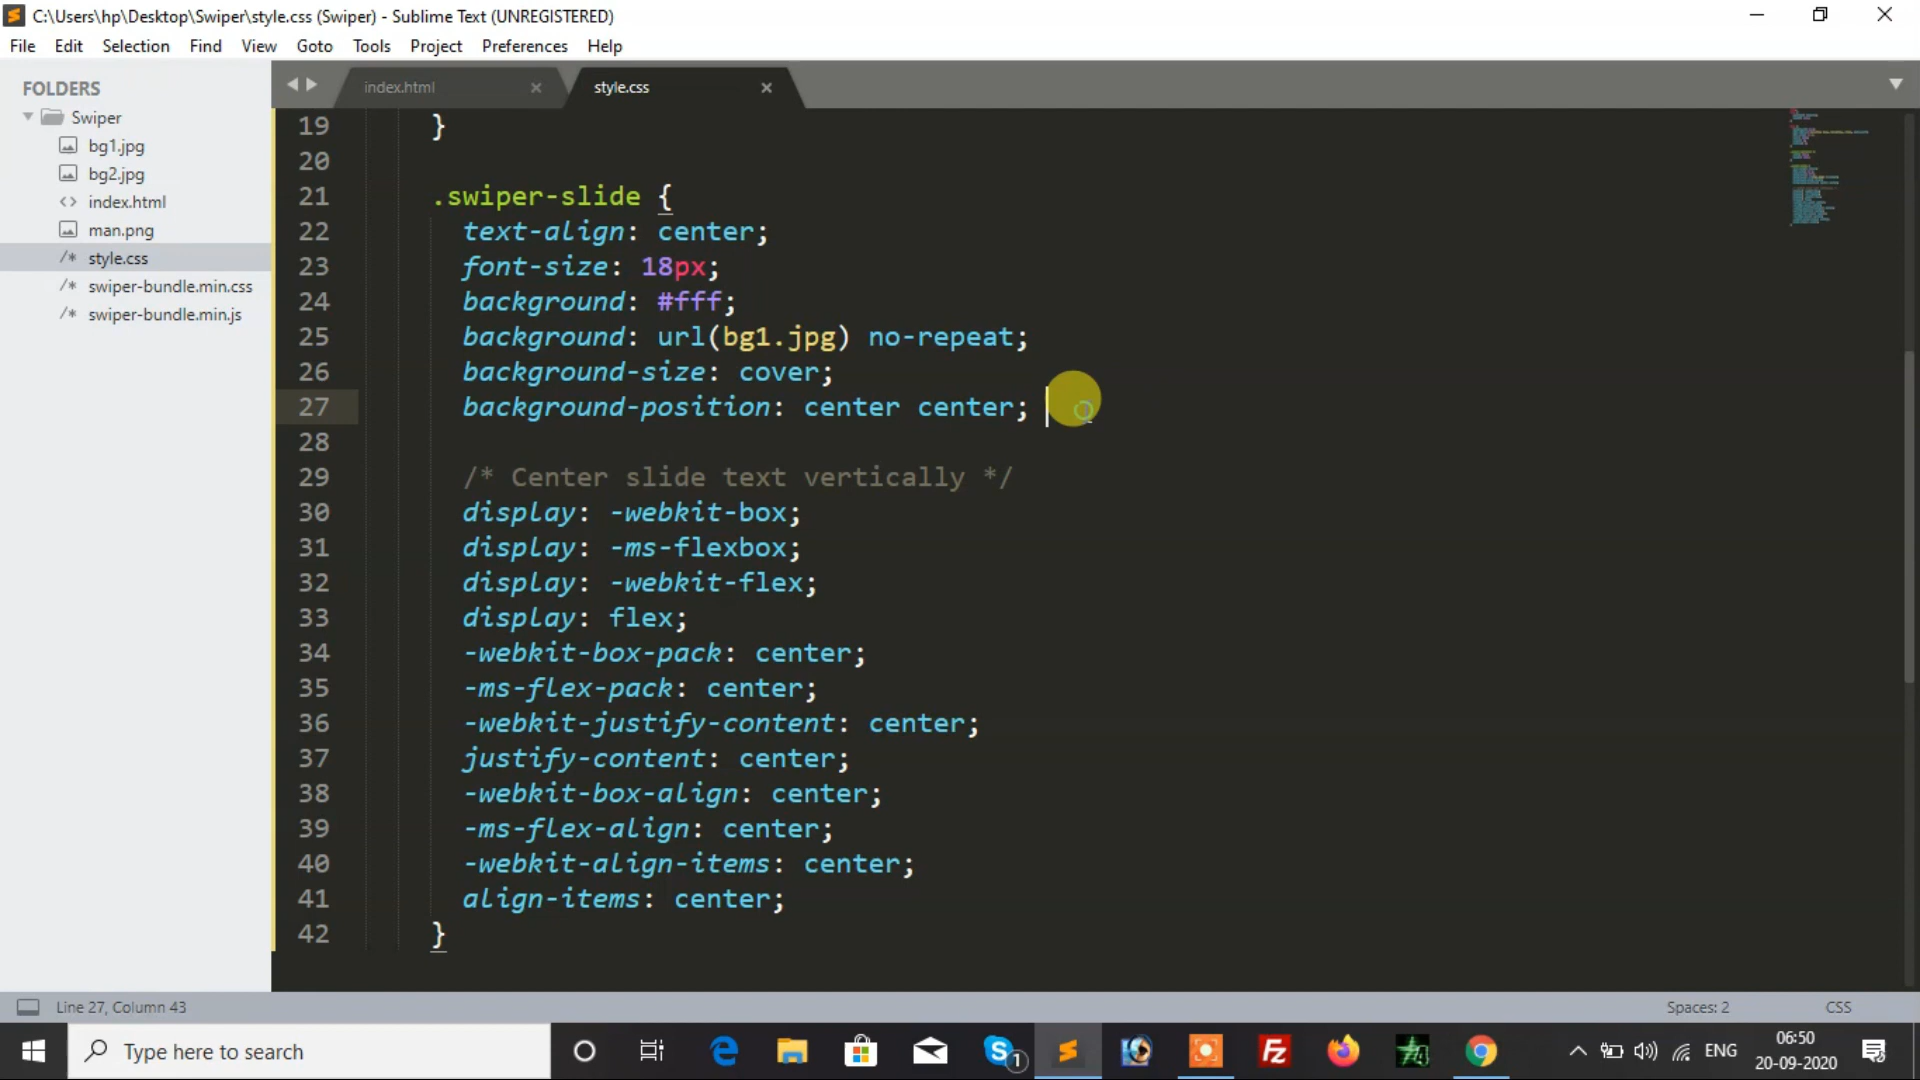 C:\Users\hp\Desktop\Swiper\style.css (Swiper) - Sublime Text (UNREGISTERED)
File Edit Selection Find View Goto Tools Project Preferences Help
FOLDERS
Swiper
bg1.jpg
bg2.jpg
<> index.html
man.png
/* style.css
/* swiper-bundle.min.css
/* swiper-bundle.min.js
index.html
style.css
19 }
20
21 .swiper-slide {
22 text-align: center;
23 font-size: 18px;
24 background: #fff;
25 background: url(bg1.jpg) no-repeat;
26 background-size: cover;
27 background-position: center center;
28
29 /* Center slide text vertically */
30 display: -webkit-box;
31 display: -ms-flexbox;
32 display: -webkit-flex;
33 display: flex;
34 -webkit-box-pack: center;
35 -ms-flex-pack: center;
36 -webkit-justify-content: center;
37 justify-content: center;
38 -webkit-box-align: center;
39 -ms-flex-align: center;
40 -webkit-align-items: center;
41 align-items: center;
42 }
Line 27, Column 43
Spaces: 2
CSS
Type here to search
1
ENG
06:50
20-09-2020